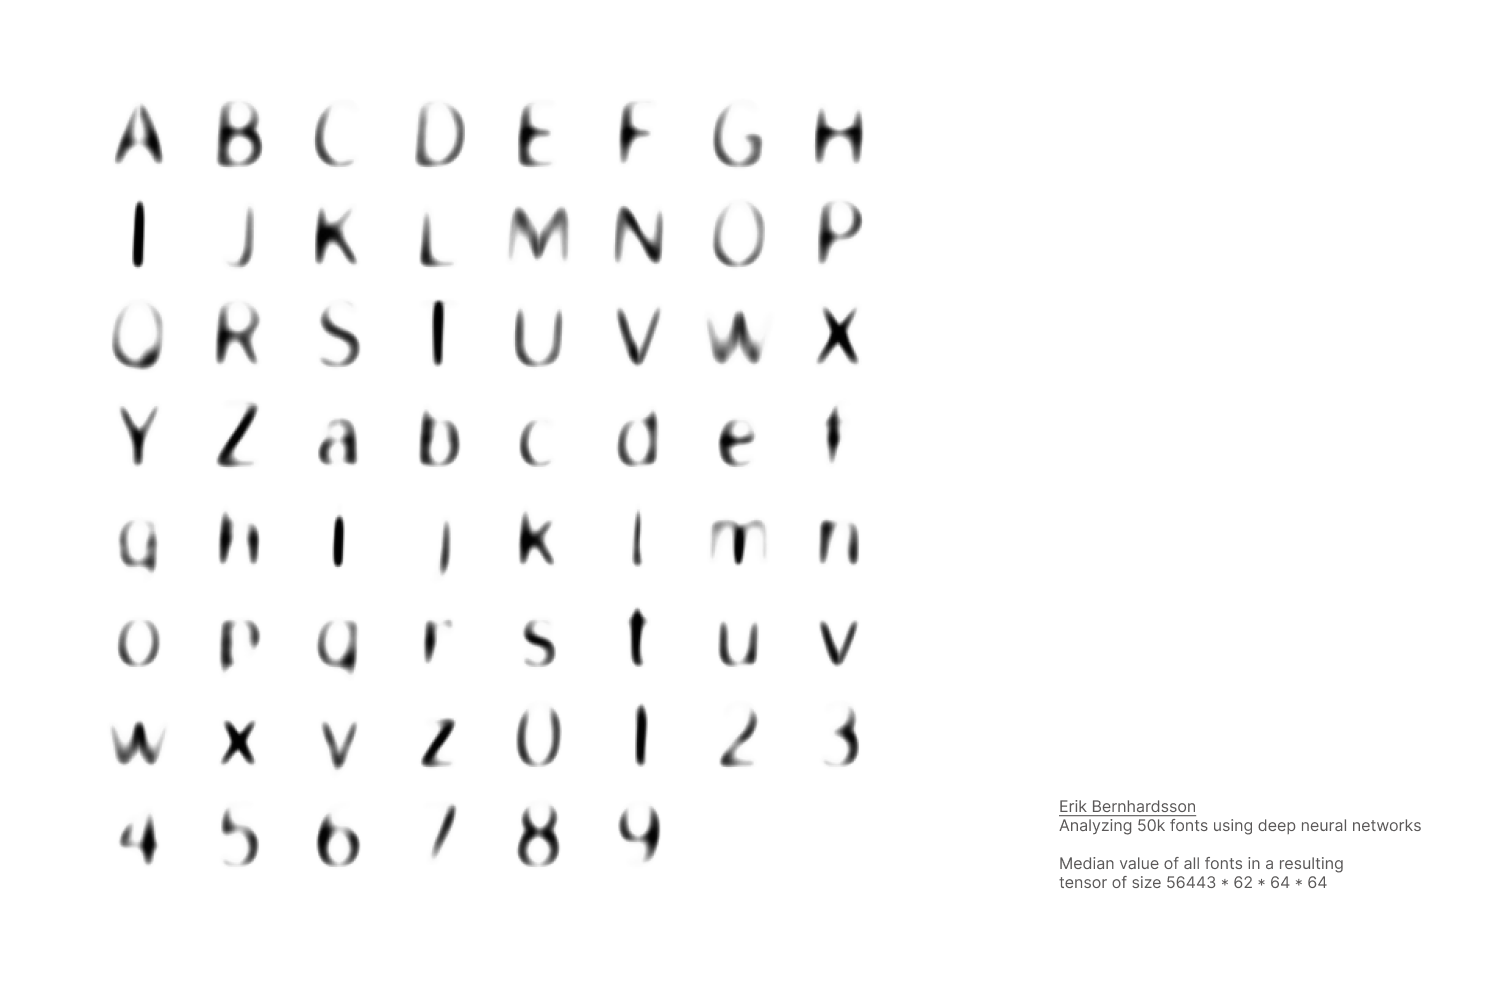 A B C D E F G H
I J K L M N O P
Q R S T U V W X
Y Z a b c d e f
g h i j k l m n
o p q r s t u v
w x y z 0 1 2 3
4 5 6 7 8 9
Erik Bernhardsson
Analyzing 50k fonts using deep neural networks
Median value of all fonts in a resulting
tensor of size 56443 * 62 * 64 * 64